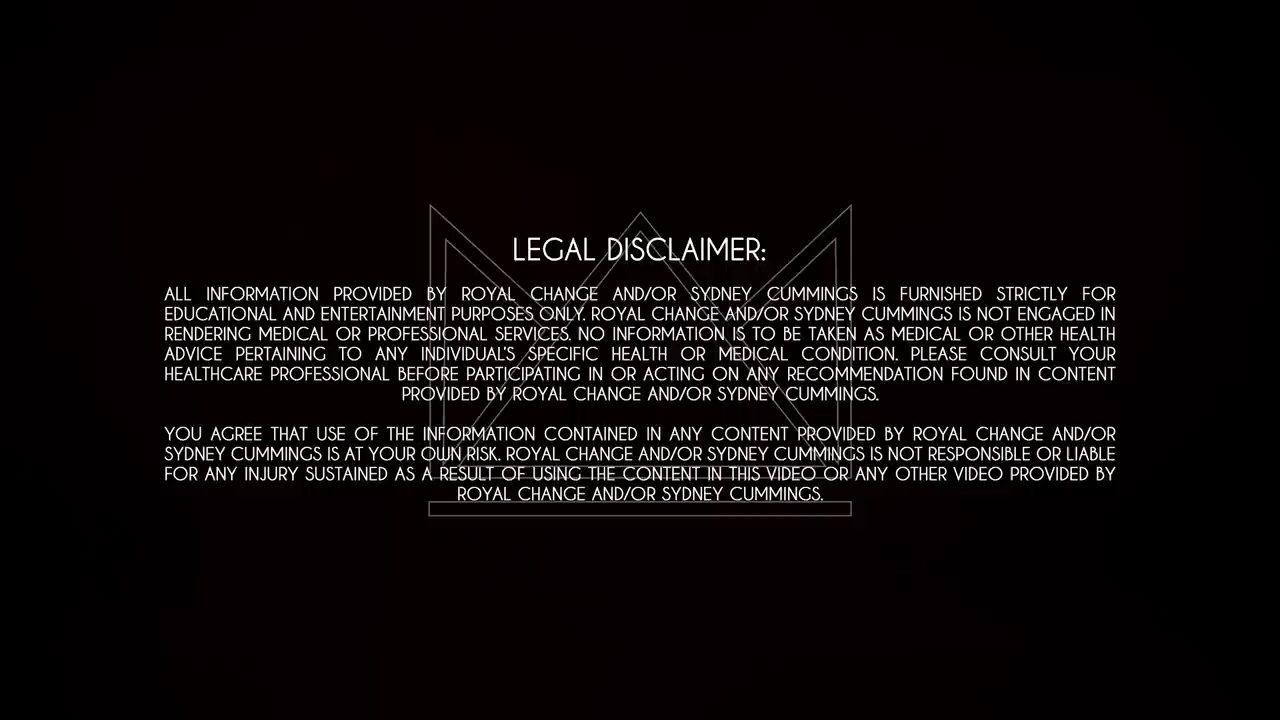 LEGAL DISCLAIMER:
ALL INFORMATION PROVIDED BY ROYAL CHANGE AND/OR SYDNEY CUMMINGS IS FURNISHED STRICTLY FOR
EDUCATIONAL AND ENTERTAINMENT PURPOSES ONLY. ROYAL CHANGE AND/OR SYDNEY CUMMINGS IS NOT ENGAGED IN
RENDERING MEDICAL OR PROFESSIONAL SERVICES. NO INFORMATION IS TO BE TAKEN AS MEDICAL OR OTHER HEALTH
ADVICE PERTAINING TO ANY INDIVIDUAL'S SPECIFIC HEALTH OR MEDICAL CONDITION. PLEASE CONSULT YOUR
HEALTHCARE PROFESSIONAL BEFORE PARTICIPATING IN OR ACTING ON ANY RECOMMENDATION FOUND IN CONTENT
PROVIDED BY ROYAL CHANGE AND/OR SYDNEY CUMMINGS.
YOU AGREE THAT USE OF THE INFORMATION CONTAINED IN ANY CONTENT PROVIDED BY ROYAL CHANGE AND/OR
SYDNEY CUMMINGS IS AT YOUR OWN RISK. ROYAL CHANGE AND/OR SYDNEY CUMMINGS IS NOT RESPONSIBLE OR LIABLE
FOR ANY INJURY SUSTAINED AS A RESULT OF USING THE CONTENT IN THIS VIDEO OR ANY OTHER VIDEO PROVIDED BY
ROYAL CHANGE AND/OR SYDNEY CUMMINGS.